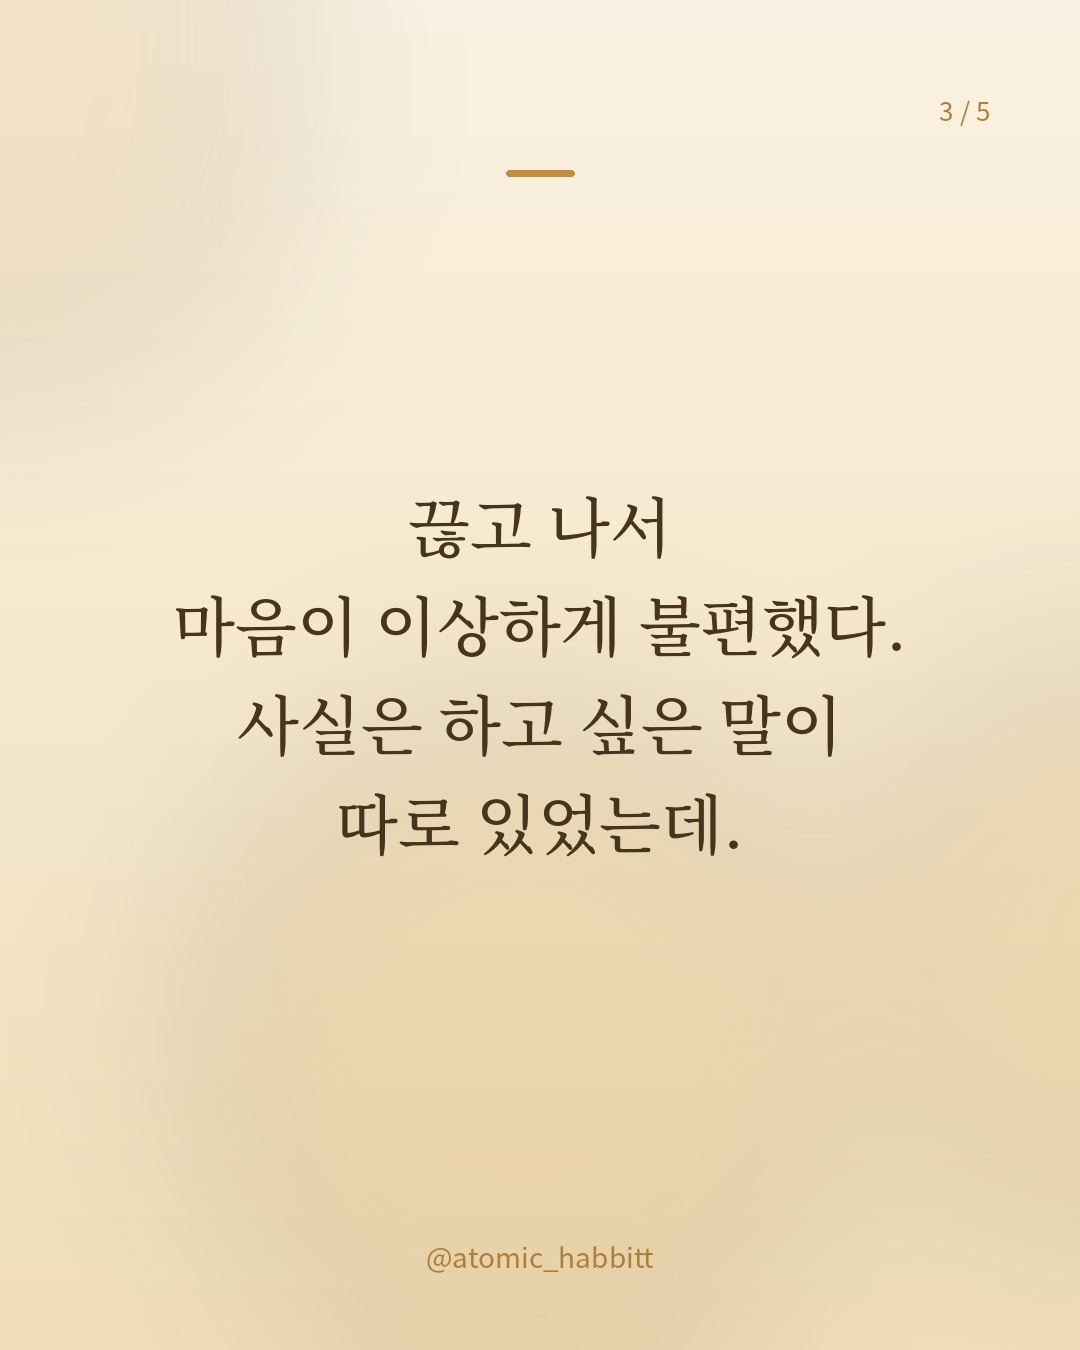 3 / 5
끊고 나서
마음이 이상하게 불편했다.
사실은 하고 싶은 말이
따로 있었는데.
@atomic_habbitt